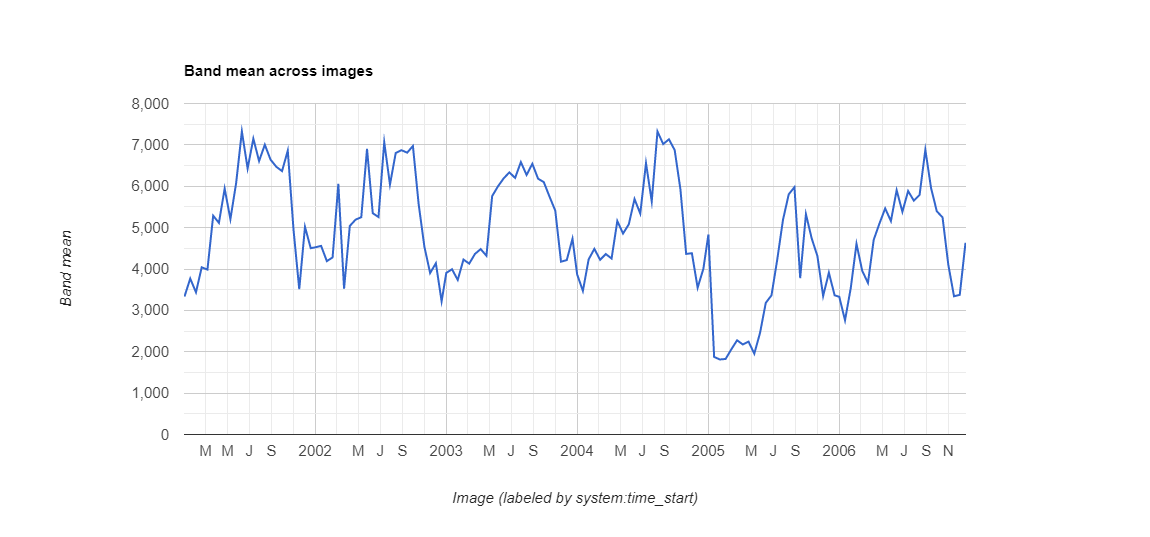 Band mean across images
8,000
7,000
6,000
5,000
4,000
3,000
2,000
1,000
0
Band mean
M M J S 2002 M J S 2003 M J S 2004 M J S 2005 M J S 2006 M J S N
Image (labeled by system:time_start)